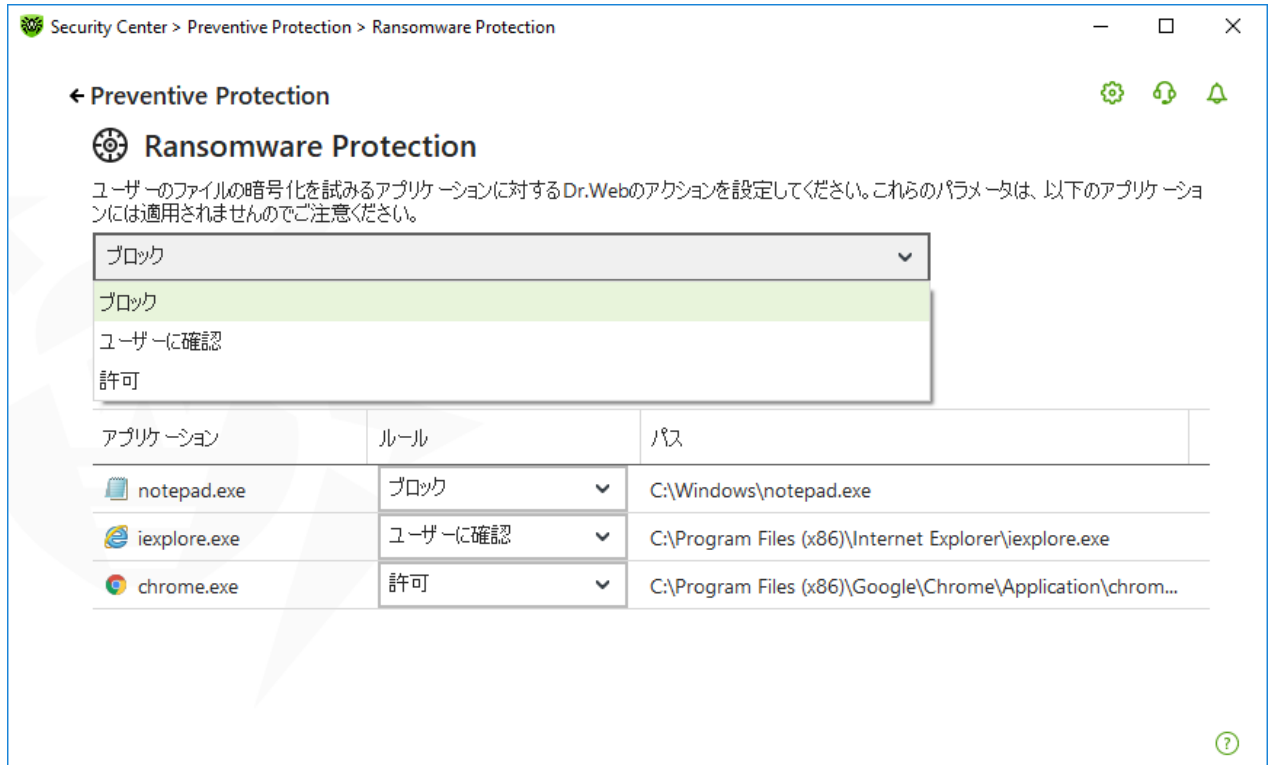 Security Center > Preventive Protection > Ransomware Protection
Preventive Protection
Ransomware Protection
ユーザーのファイルの暗号化を試みるアプリケーションに対するDr.Webのアクションを設定してください。これらのパラメータは、以下のアプリケーショ
ンには適用されませんのでご注意ください。
ブロック
ブロック
ユーザーに確認
許可
アプリケーション ルール パス
notepad.exe ブロック C:\Windows\notepad.exe
iexplore.exe ユーザーに確認 C:\Program Files (x86)\Internet Explorer\iexplore.exe
chrome.exe 許可 C:\Program Files (x86)\Google\Chrome\Application\chrom...